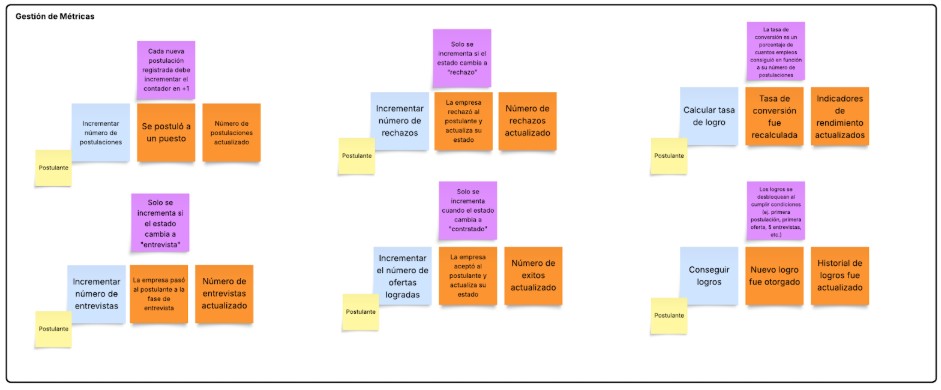 Gestión de Métricas
Cada nueva
postulación
registrada debe
incrementar el
contador en +1
Incrementar
número de
postulaciones
Se postuló a
un puesto
Número de
postulaciones
actualizado
Postulante
Solo se
incrementa si el
estado cambia a
"rechazo"
Incrementar
número de
rechazos
La empresa
rechazó al
postulante y
actualiza su
estado
Número de
rechazos
actualizado
Postulante
La tasa de
conversión es un
porcentaje de
cuantos empleos
consiguió en función
a su número de
postulaciones
Calcular tasa
de logro
Tasa de
conversión
fue
recalculada
Indicadores
de
rendimiento
actualizados
Postulante
Solo se
incrementa si
el estado
cambia a
"entrevista"
Incrementar
número de
entrevistas
La empresa pasó
al postulante a la
fase de
entrevista
Número de
entrevistas
actualizado
Postulante
Solo se
incrementa
cuando el estado
cambia a
"contratado"
Incrementar
el número de
ofertas
logradas
La empresa
aceptó al
postulante y
actualiza su
estado
Número de
exitos
actualizado
Postulante
Los logros se
desbloquean al
cumplir condiciones
(ej. primera
postulación, primera
oferta, 5 entrevistas,
etc.)
Conseguir
logros
Nuevo logro
fue otorgado
Historial de
logros fue
actualizado
Postulante